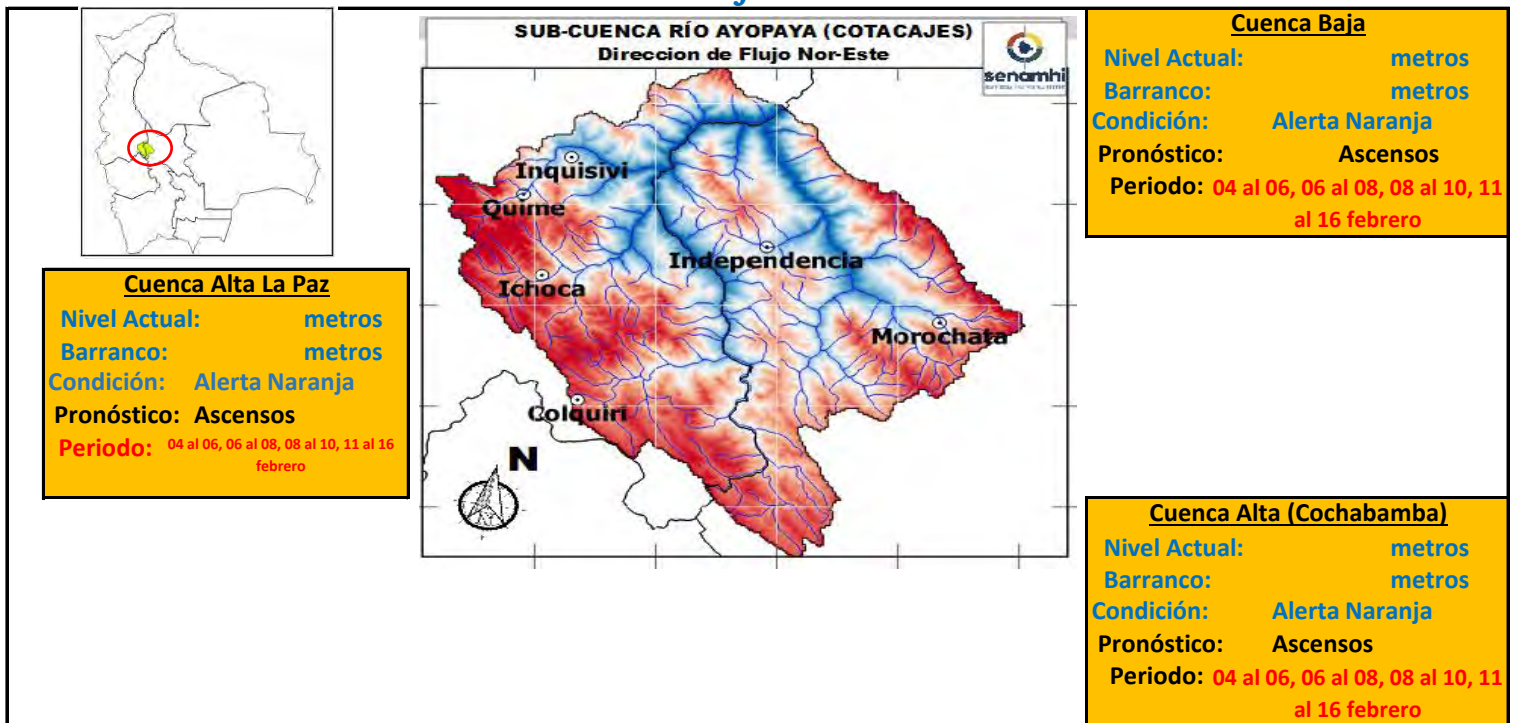 SUB-CUENCA RÍO AYOPAYA (COTACAJES)
Direccion de Flujo Nor-Este
senamhi
Inquisivi
Quime
Independencia
Ichoca
Morochata
Colquiri
N
Cuenca Alta La Paz
Nivel Actual: metros
Barranco: metros
Condición: Alerta Naranja
Pronóstico: Ascensos
Periodo: 04 al 06, 06 al 08, 08 al 10, 11 al 16
febrero
Cuenca Baja
Nivel Actual: metros
Barranco: metros
Condición: Alerta Naranja
Pronóstico: Ascensos
Periodo: 04 al 06, 06 al 08, 08 al 10, 11
al 16 febrero
Cuenca Alta (Cochabamba)
Nivel Actual: metros
Barranco: metros
Condición: Alerta Naranja
Pronóstico: Ascensos
Periodo: 04 al 06, 06 al 08, 08 al 10, 11
al 16 febrero